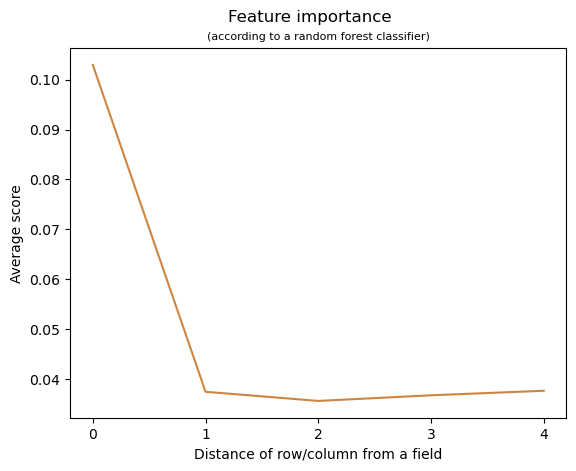 Feature importance
(according to a random forest classifier)
0.10
0.09
0.08
0.07
0.06
0.05
0.04
Average score
0 1 2 3 4
Distance of row/column from a field